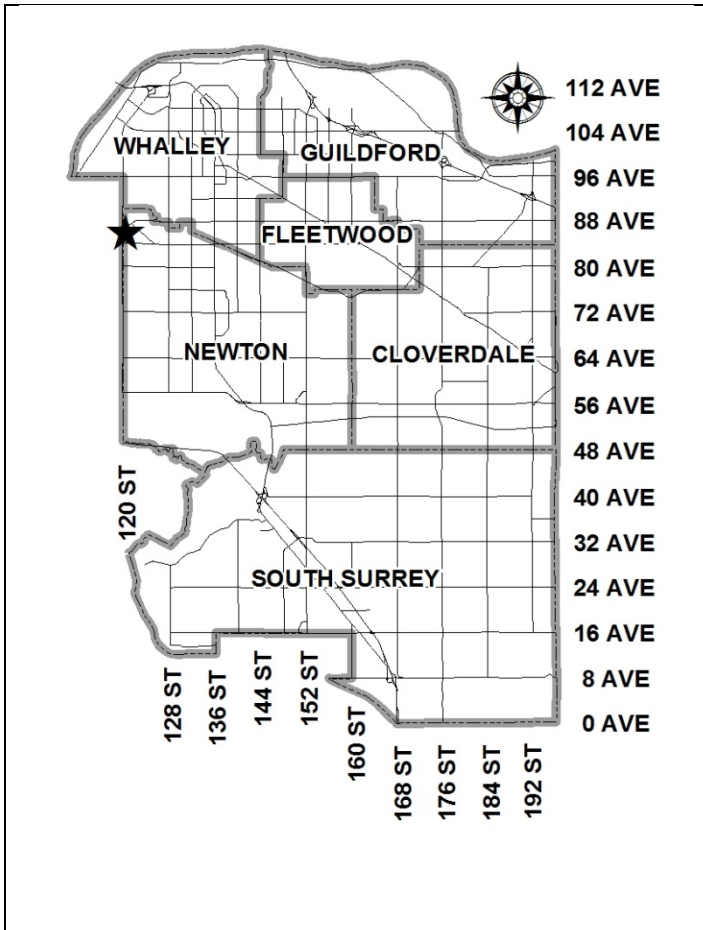 112 AVE
104 AVE
WHALLEY
GUILDFORD
96 AVE
88 AVE
FLEETWOOD
80 AVE
72 AVE
NEWTON
CLOVERDALE
64 AVE
56 AVE
48 AVE
120 ST
40 AVE
32 AVE
SOUTH SURREY
24 AVE
16 AVE
8 AVE
0 AVE
128 ST
136 ST
144 ST
152 ST
160 ST
168 ST
176 ST
184 ST
192 ST